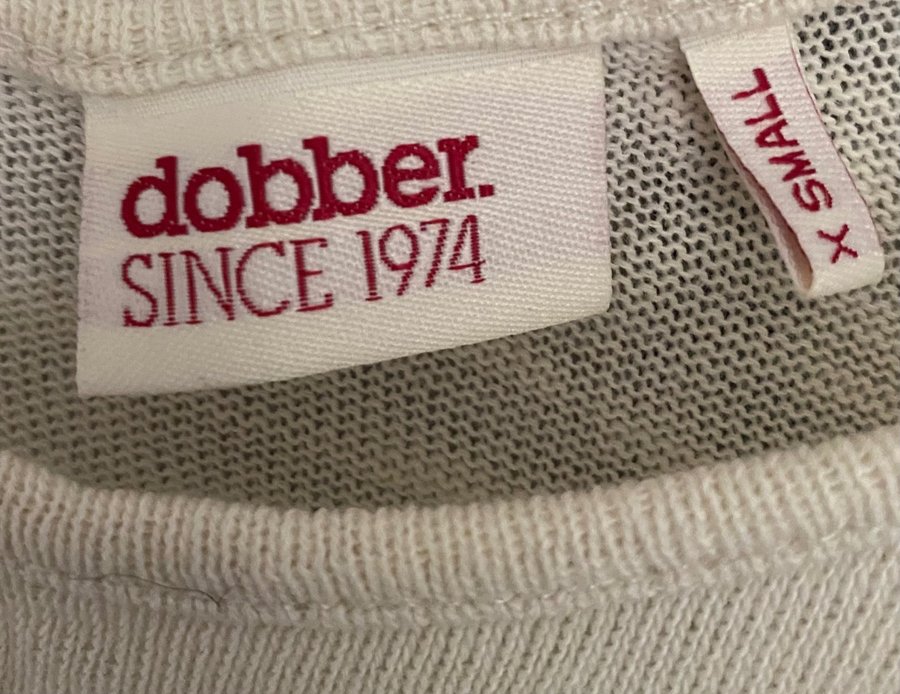 dobber.
SINCE 1974
X SMALL